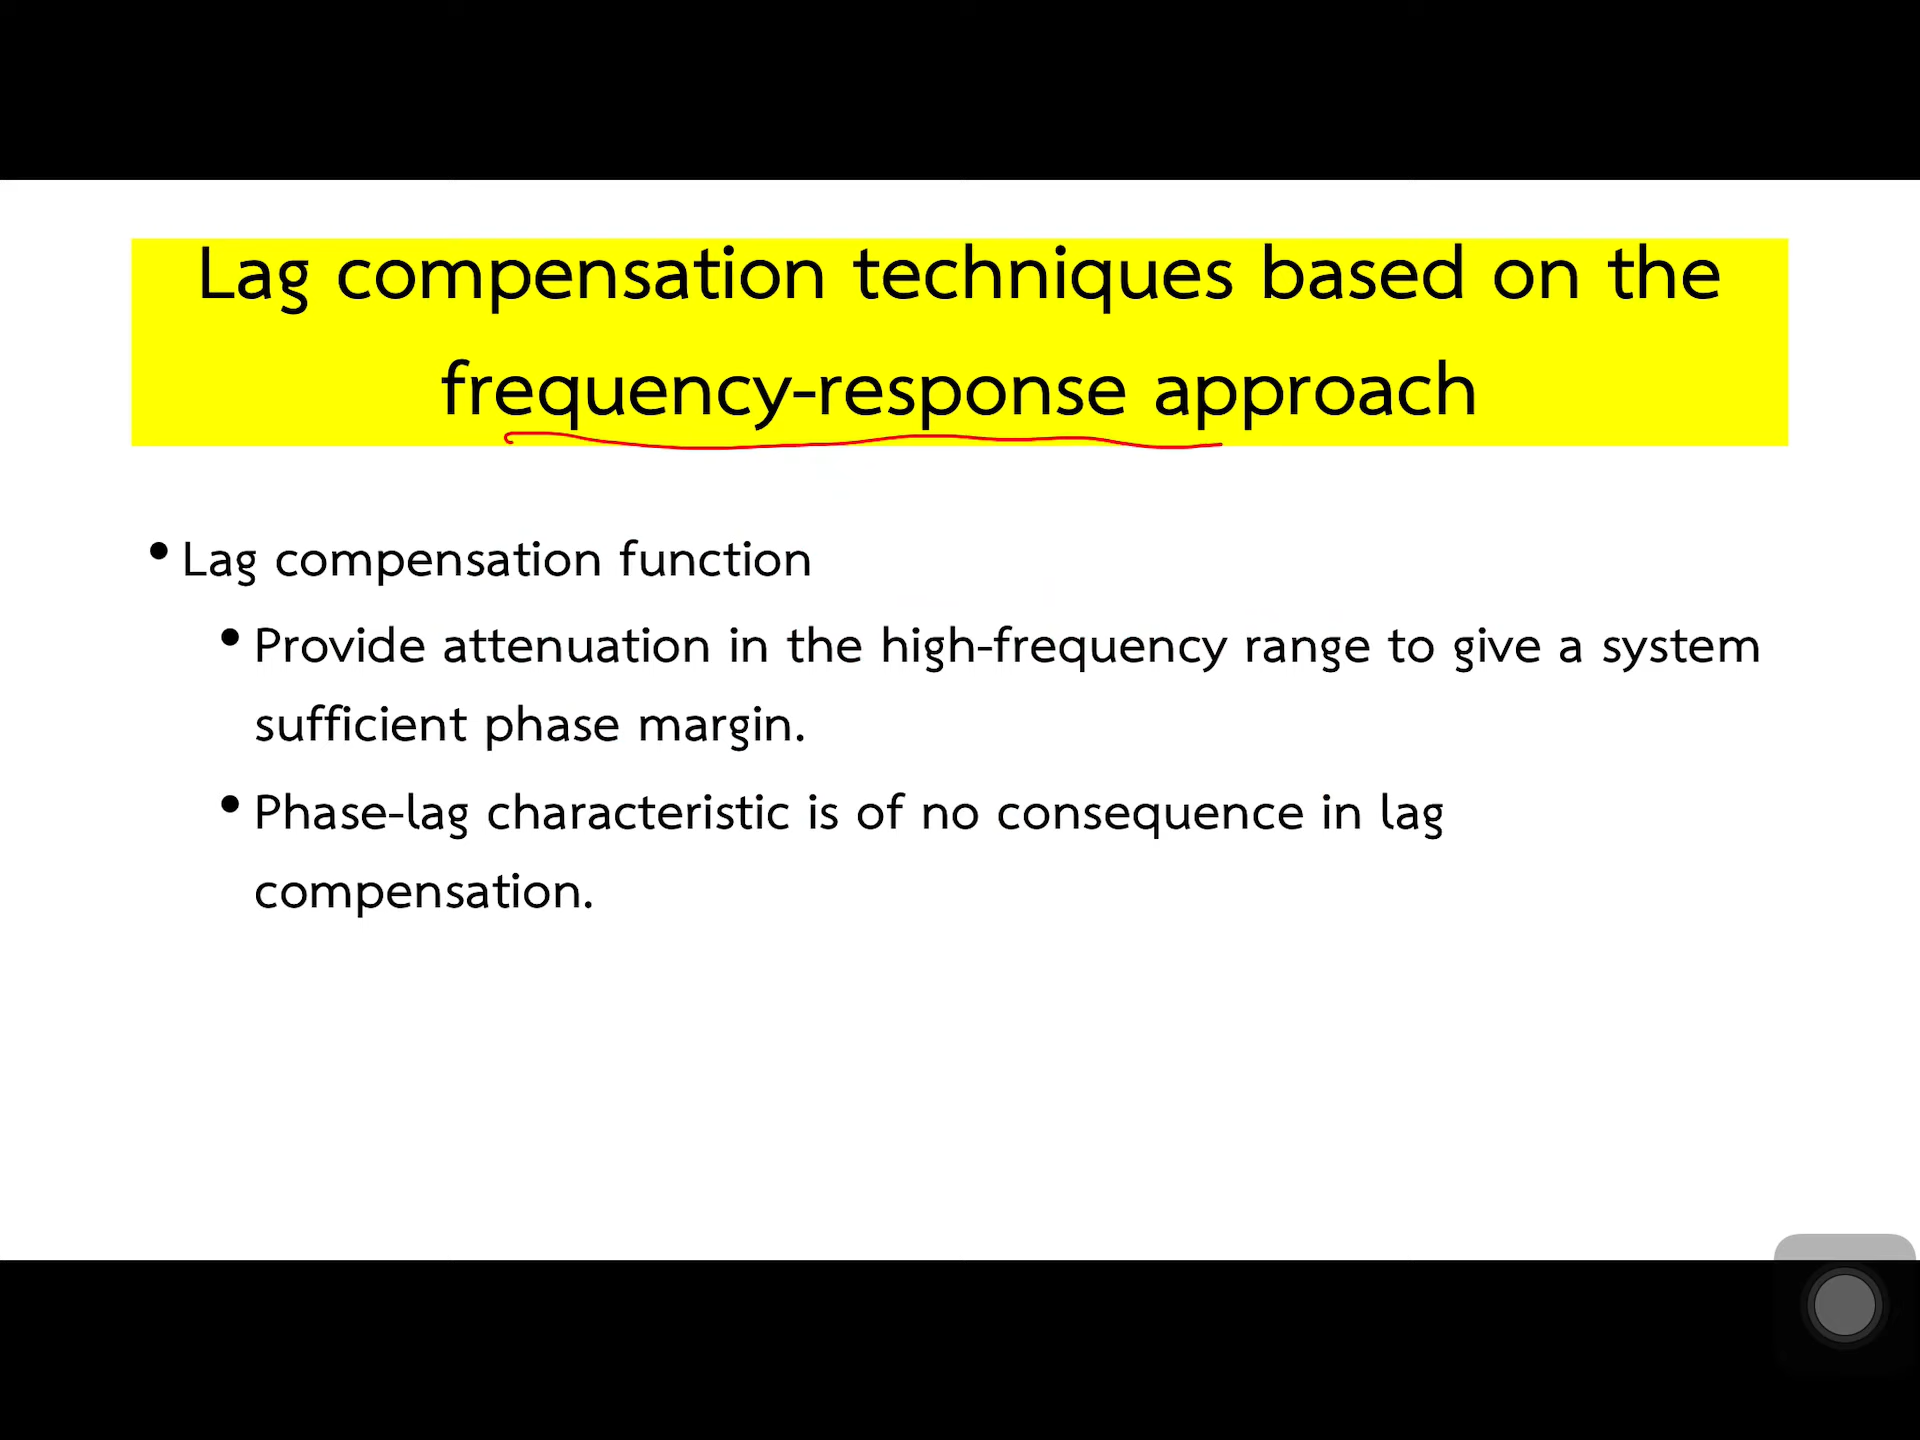 Lag compensation techniques based on the
frequency-response approach
• Lag compensation function
• Provide attenuation in the high-frequency range to give a system
sufficient phase margin.
• Phase-lag characteristic is of no consequence in lag
compensation.